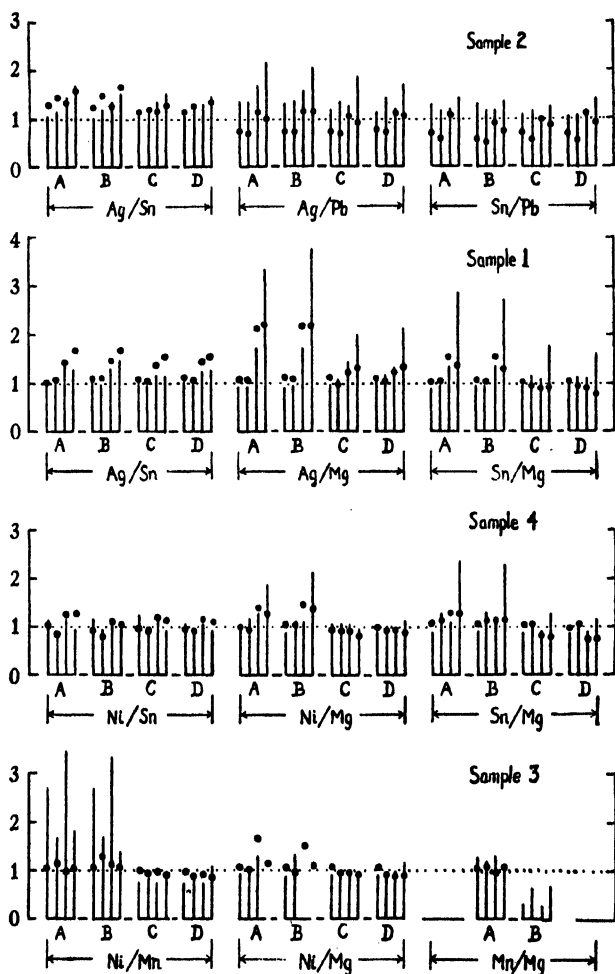 Sample 2
3
2
1
0
A B C D A B C D A B C D
Ag/Sn Ag/Pb Sn/Pb
Sample 1
4
3
2
1
0
A B C D A B C D A B C D
Ag/Sn Ag/Mg Sn/Mg
Sample 4
3
2
1
0
A B C D A B C D A B C D
Ni/Sn Ni/Mg Sn/Mg
Sample 3
3
2
1
0
A B C D A B C D A B
Ni/Mn Ni/Mg Mn/Mg